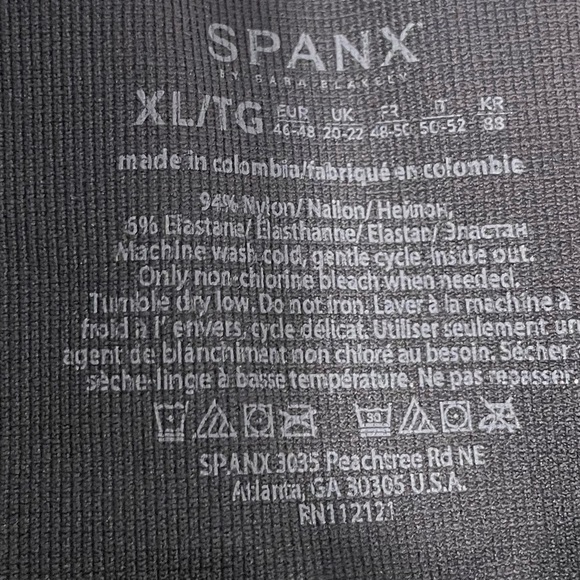 SPANX
BY SARA BLAKELY
XL/TG EUR UK FR IT KR
46-48 20-22 48-50 50-52 88
made in colombia/fabriqué en colombie
94% Nylon/ Nailon/ Нейлон,
6% Elastane/ Elasthanne/ Elastan/ Эластан
Machine wash cold, gentle cycle. Inside out.
Only non-chlorine bleach when needed.
Tumble dry low. Do not iron. Laver à la machine à
froid à l'envers, cycle délicat. Utiliser seulement un
agent de blanchiment non chloré au besoin. Sécher
sèche-linge à basse température. Ne pas repasser.
SPANX 3035 Peachtree Rd NE
Atlanta, GA 30305 U.S.A.
RN112121